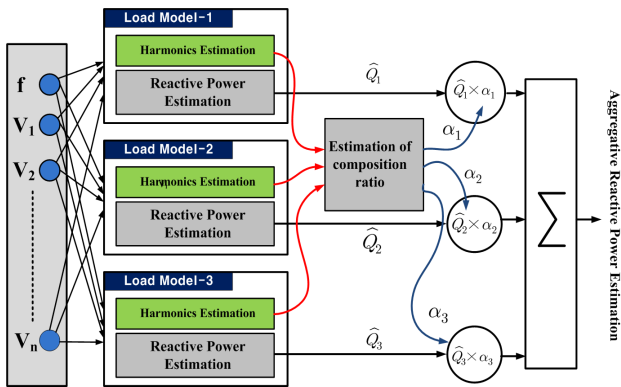 Load Model-1
Harmonics Estimation
Reactive Power
Estimation
Load Model-2
Harmonics Estimation
Reactive Power
Estimation
Load Model-3
Harmonics Estimation
Reactive Power
Estimation
f
V1
V2
Vn
Estimation of
composition
ratio
Q̂1
Q̂2
Q̂3
α1
α2
α3
Q̂1×α1
Q̂2×α2
Q̂3×α3
Σ
Aggregative Reactive Power Estimation